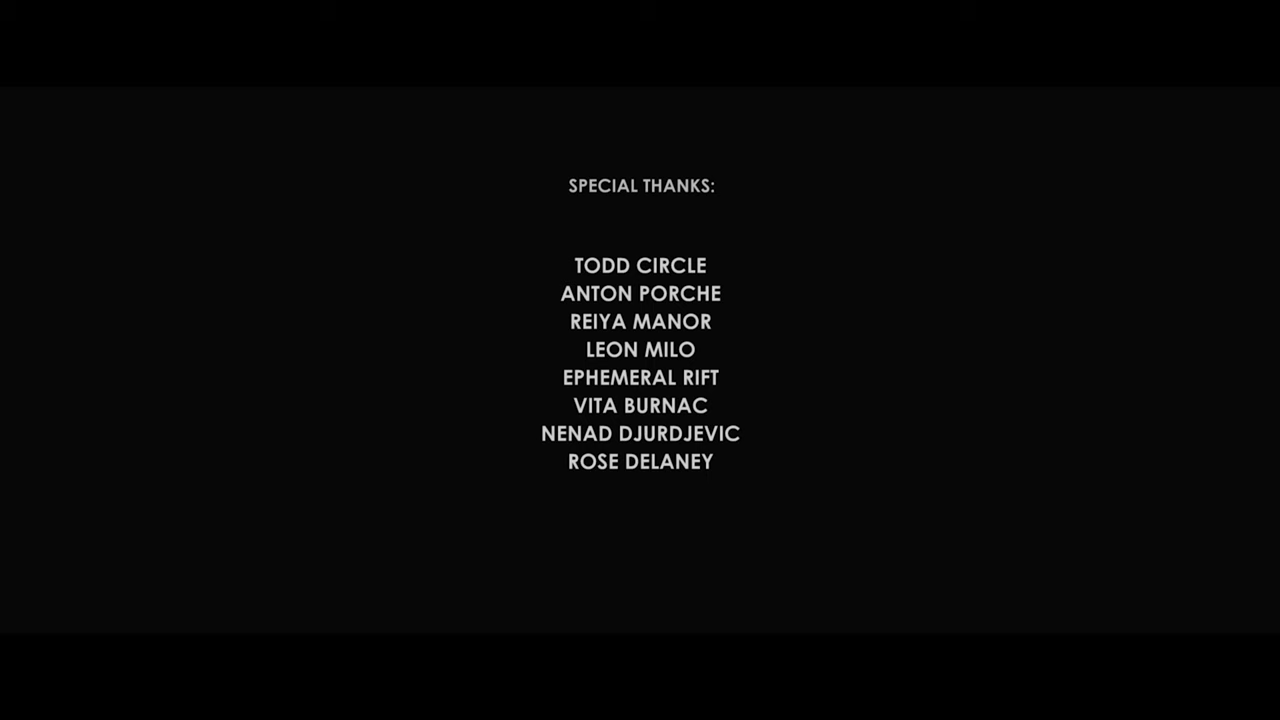 SPECIAL THANKS:
TODD CIRCLE
ANTON PORCHE
REIYA MANOR
LEON MILO
EPHEMERAL RIFT
VITA BURNAC
NENAD DJURDJEVIC
ROSE DELANEY